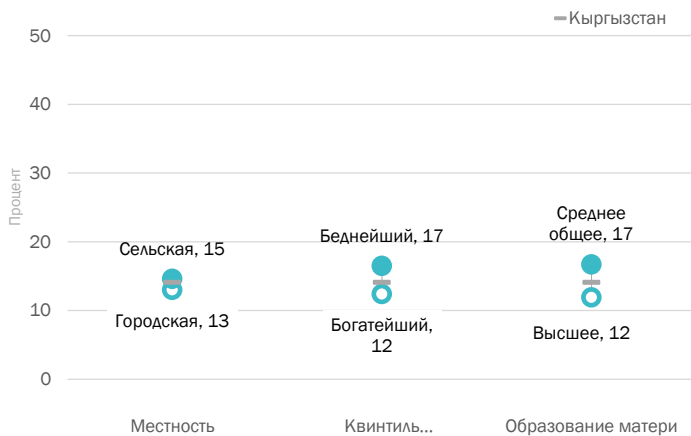 Кыргызстан
50
40
30
20
10
0
Процент
Сельская, 15
Городская, 13
Беднейший, 17
Богатейший,
12
Среднее
общее, 17
Высшее, 12
Местность
Квинтиль...
Образование матери